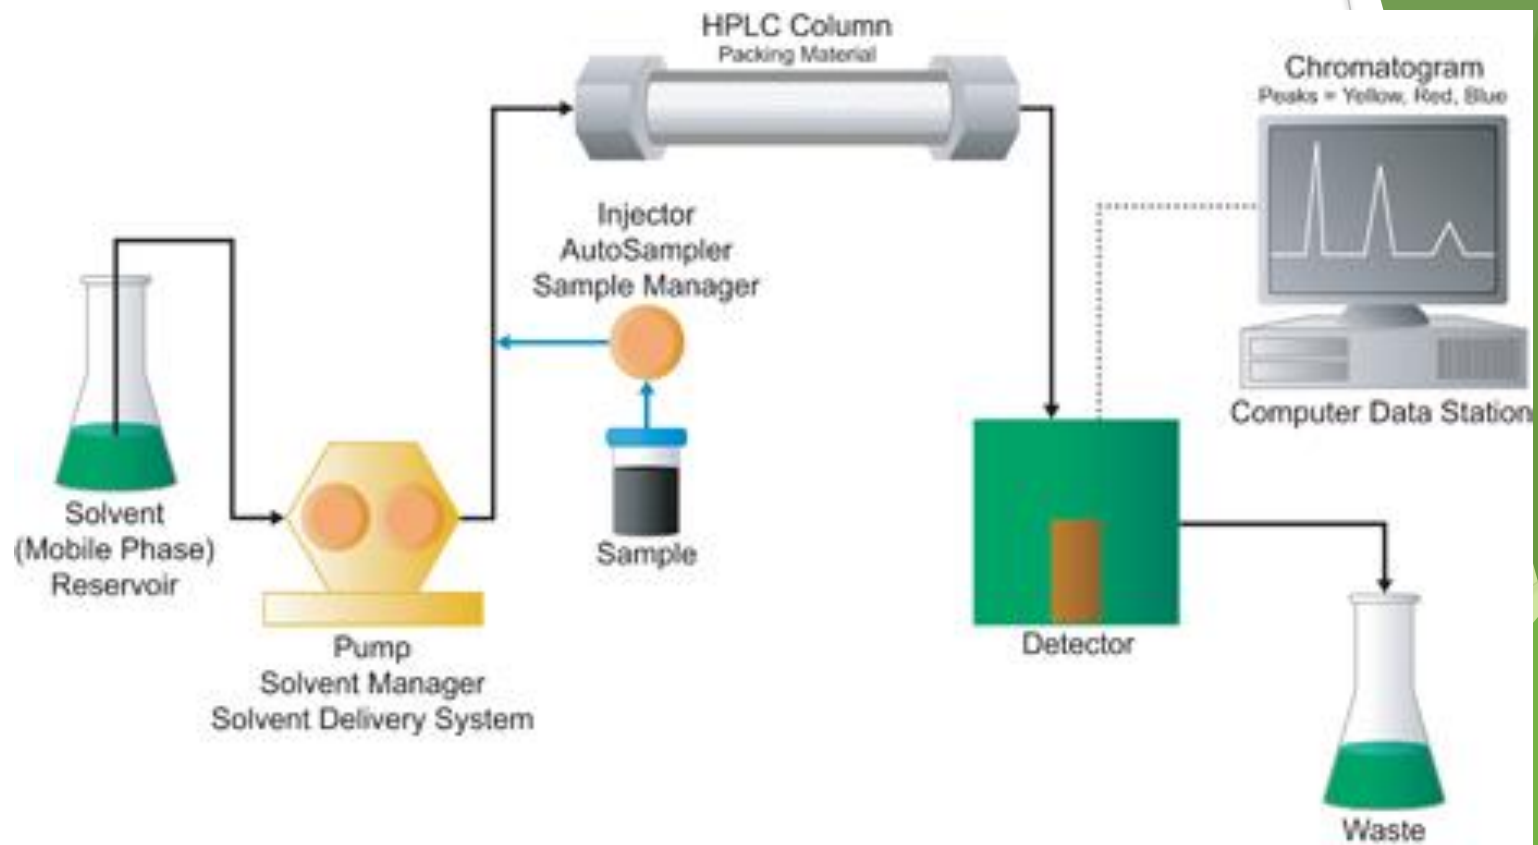 HPLC Column
Packing Material
Chromatogram
Peaks = Yellow, Red, Blue
Injector
AutoSampler
Sample Manager
Computer Data Station
Solvent
(Mobile Phase)
Reservoir
Sample
Pump
Solvent Manager
Solvent Delivery System
Detector
Waste